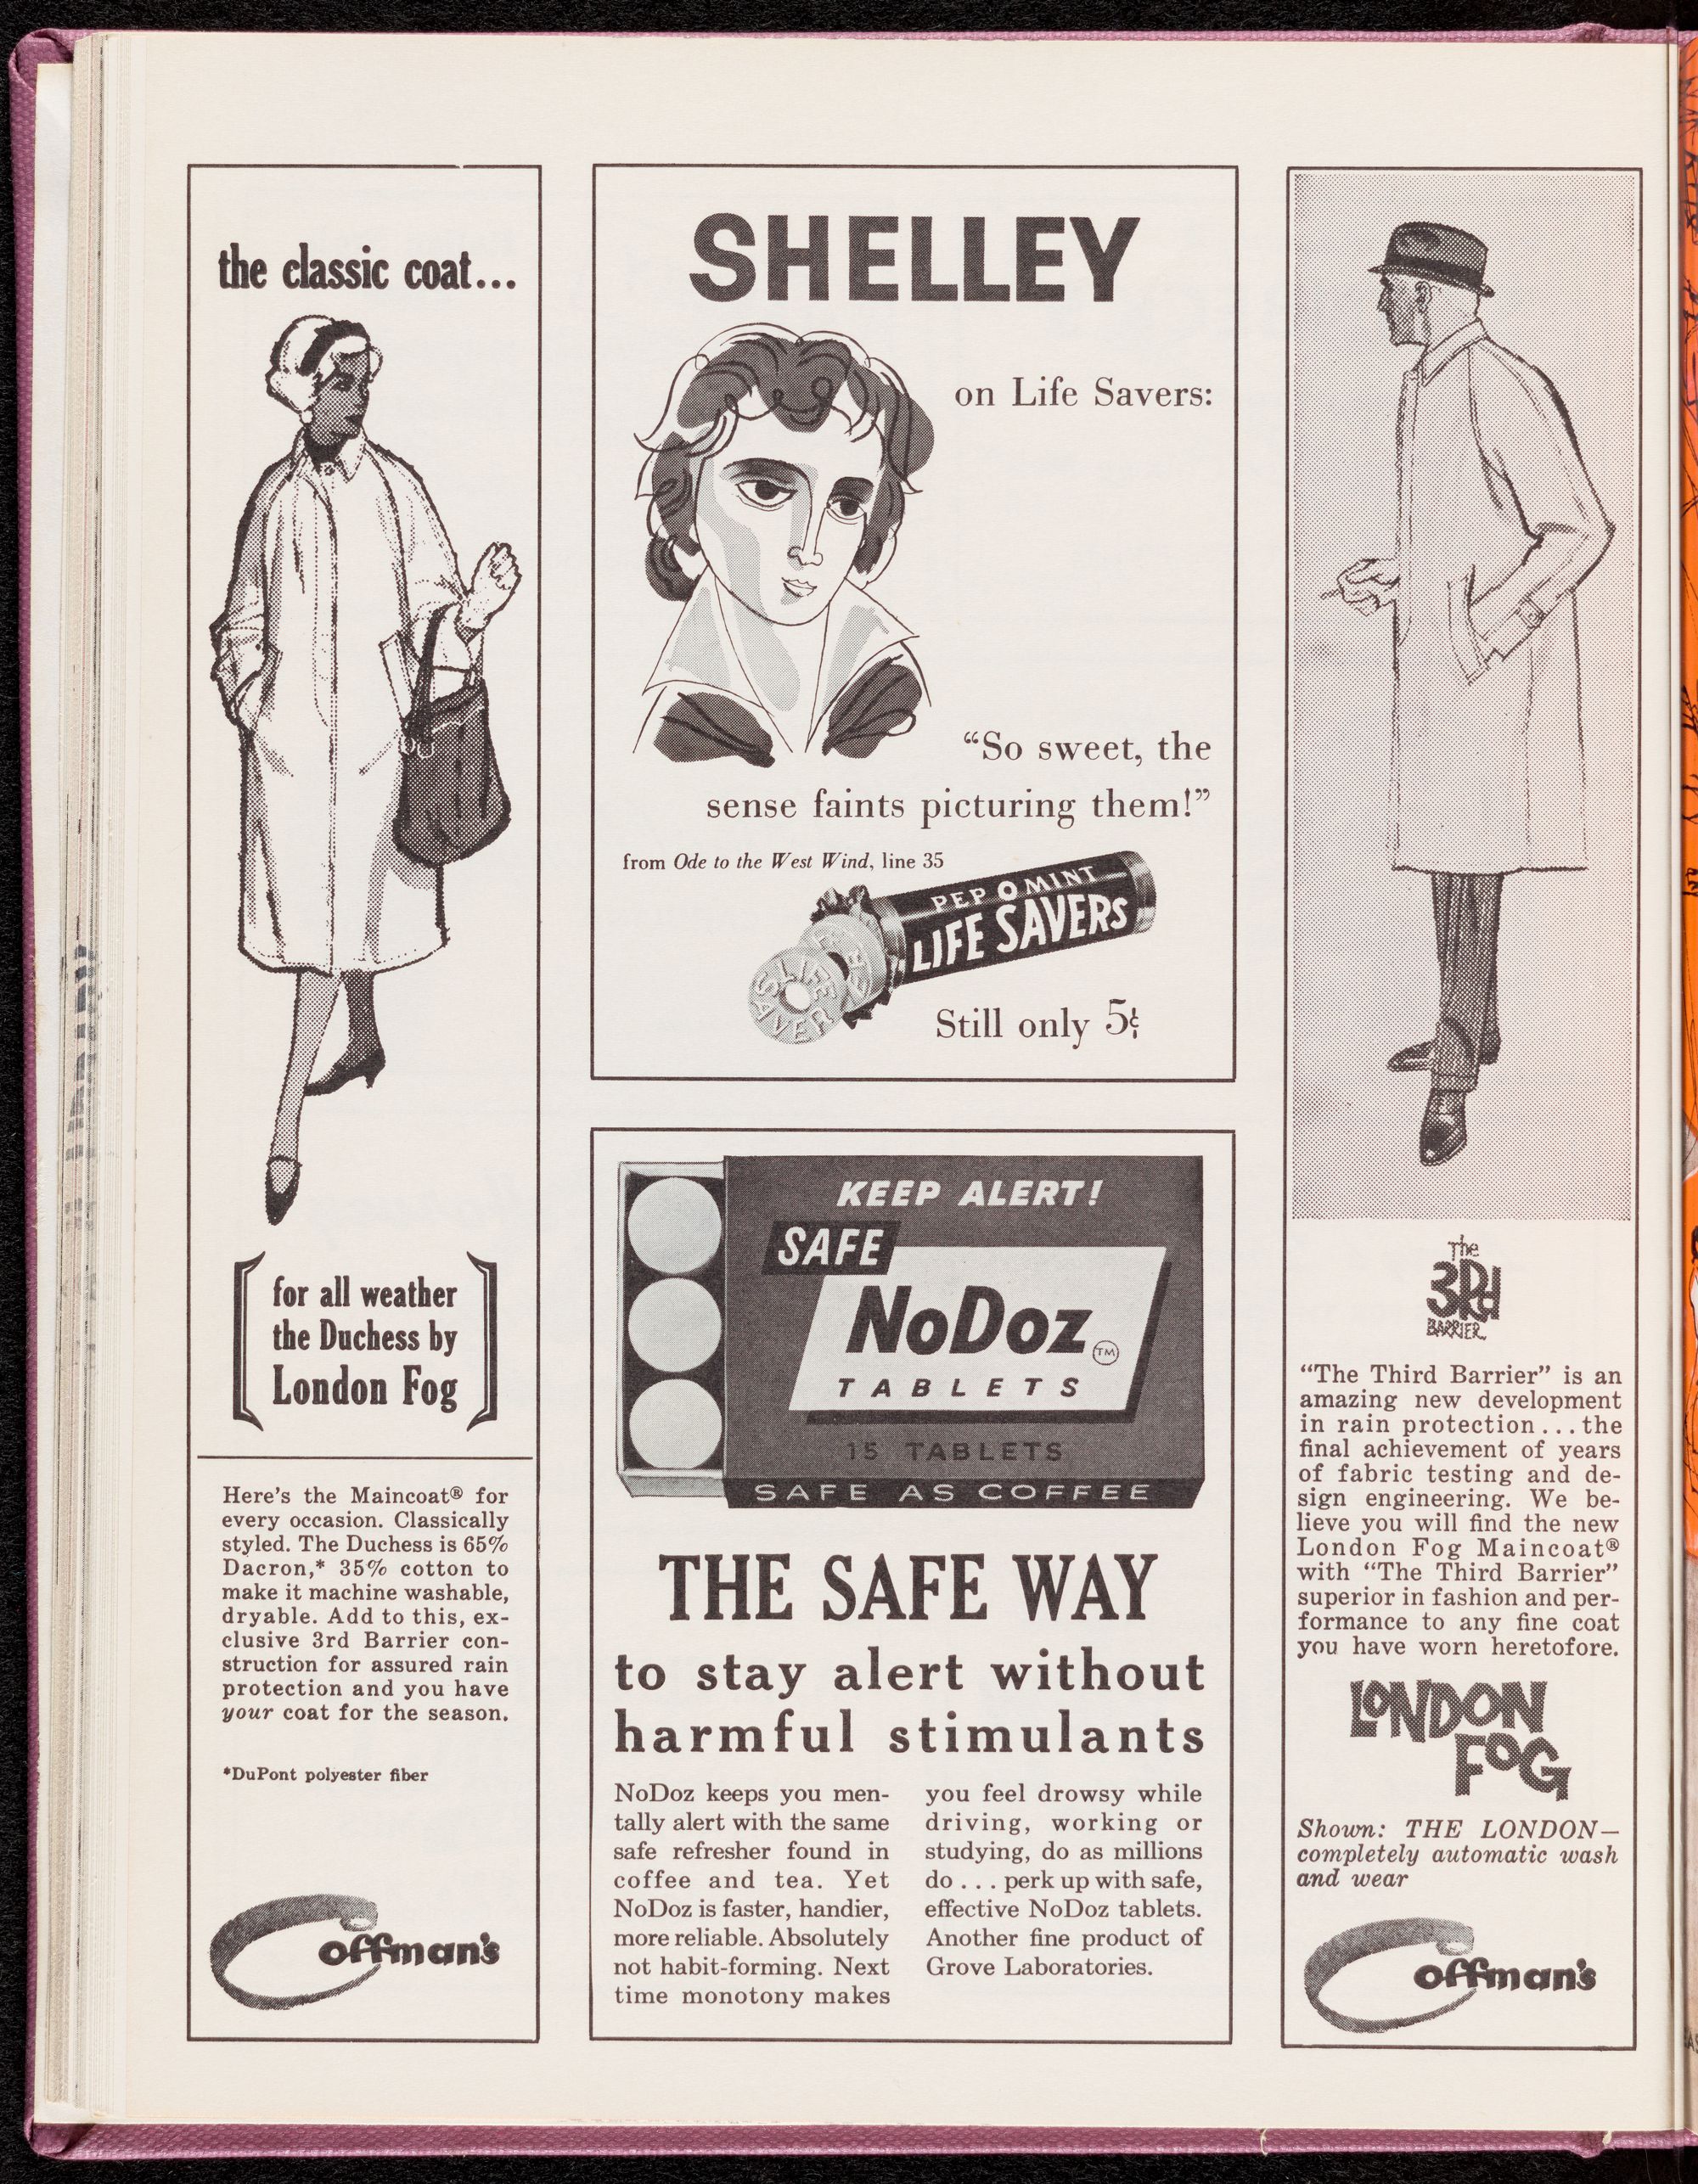 the classic coat...
for all weather
the Duchess by
London Fog
Here's the Maincoat® for
every occasion. Classically
styled. The Duchess is 65%
Dacron,* 35% cotton to
make it machine washable,
dryable. Add to this, ex-
clusive 3rd Barrier con-
struction for assured rain
protection and you have
your coat for the season.
*DuPont polyester fiber
Coffman's
SHELLEY
on Life Savers:
“So sweet, the
sense faints picturing them!”
from Ode to the West Wind, line 35
PEP O MINT
LIFE SAVERS
LIFE SAVER
Still only 5¢
KEEP ALERT!
SAFE
NoDoz TM
TABLETS
15 TABLETS
SAFE AS COFFEE
THE SAFE WAY
to stay alert without
harmful stimulants
NoDoz keeps you men-
tally alert with the same
safe refresher found in
coffee and tea. Yet
NoDoz is faster, handier,
more reliable. Absolutely
not habit-forming. Next
time monotony makes
you feel drowsy while
driving, working or
studying, do as millions
do . . . perk up with safe,
effective NoDoz tablets.
Another fine product of
Grove Laboratories.
The
3Rd
BARRIER
“The Third Barrier” is an
amazing new development
in rain protection . . . the
final achievement of years
of fabric testing and de-
sign engineering. We be-
lieve you will find the new
London Fog Maincoat®
with “The Third Barrier”
superior in fashion and per-
formance to any fine coat
you have worn heretofore.
LONDON
FOG
Shown: THE LONDON—
completely automatic wash
and wear
Coffman's